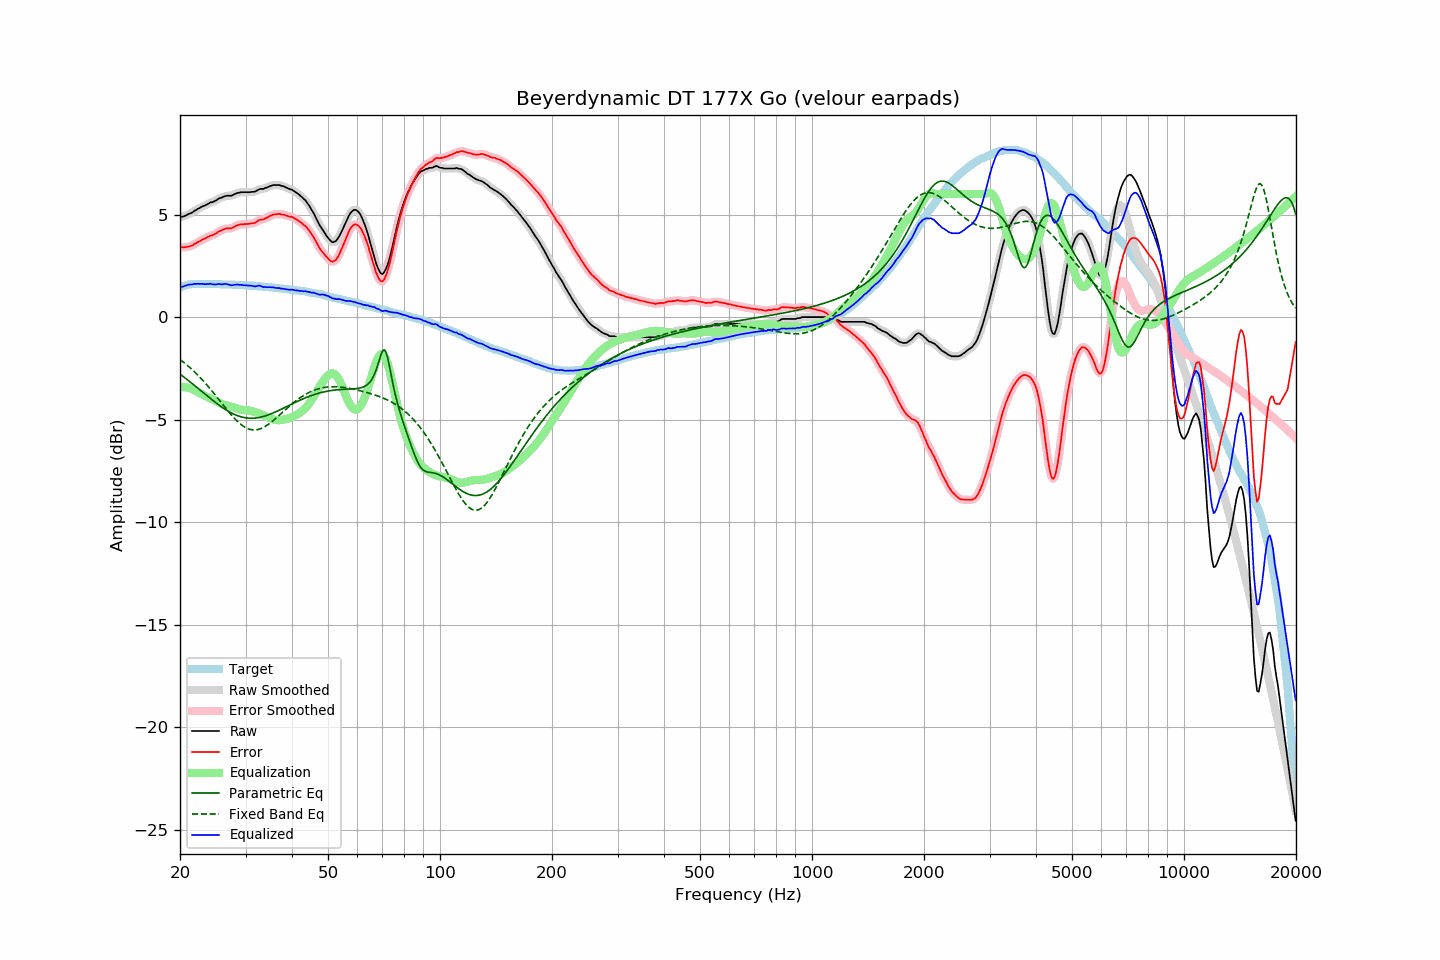 Beyerdynamic DT 177X Go (velour earpads)
Amplitude (dBr)
5
0
−5
−10
−15
−20
−25
Target
Raw Smoothed
Error Smoothed
Raw
Error
Equalization
Parametric Eq
Fixed Band Eq
Equalized
20 50 100 200 500 1000 2000 5000 10000 20000
Frequency (Hz)